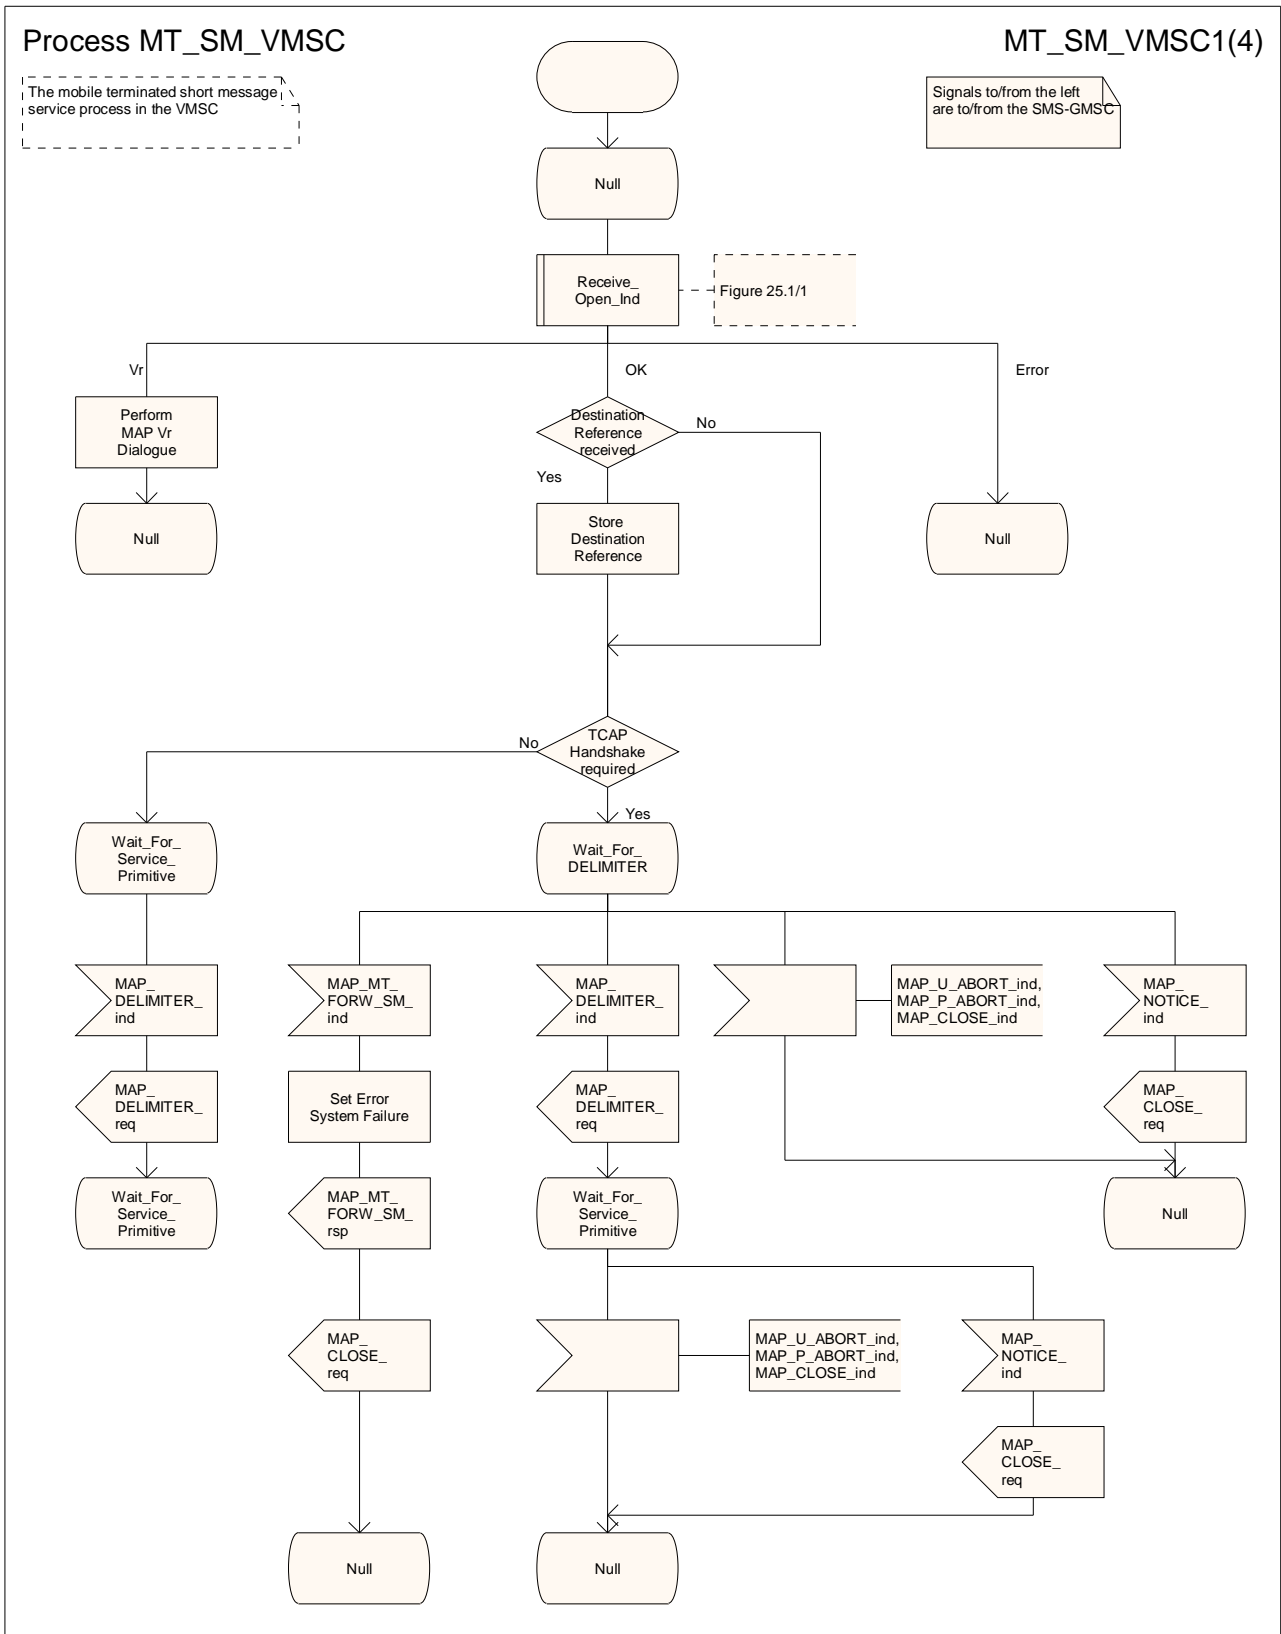 Process MT_SM_VMSC
MT_SM_VMSC1(4)
The mobile terminated short message
service process in the VMSC
Signals to/from the left
are to/from the SMS-GMSC
Null
Receive_
Open_Ind
Figure 25.1/1
Vr
OK
Error
Perform
MAP Vr
Dialogue
Destination
Reference
received
No
Yes
Null
Store
Destination
Reference
Null
TCAP
Handshake
required
No
Yes
Wait_For_
Service_
Primitive
Wait_For_
DELIMITER
MAP_
DELIMITER_
ind
MAP_MT_
FORW_SM_
ind
MAP_
DELIMITER_
ind
MAP_U_ABORT_ind,
MAP_P_ABORT_ind,
MAP_CLOSE_ind
MAP_
NOTICE_
ind
MAP_
DELIMITER_
req
Set Error
System Failure
MAP_
DELIMITER_
req
MAP_
CLOSE_
req
Wait_For_
Service_
Primitive
MAP_MT_
FORW_SM_
rsp
Wait_For_
Service_
Primitive
Null
MAP_
CLOSE_
req
MAP_U_ABORT_ind,
MAP_P_ABORT_ind,
MAP_CLOSE_ind
MAP_
NOTICE_
ind
MAP_
CLOSE_
req
Null
Null